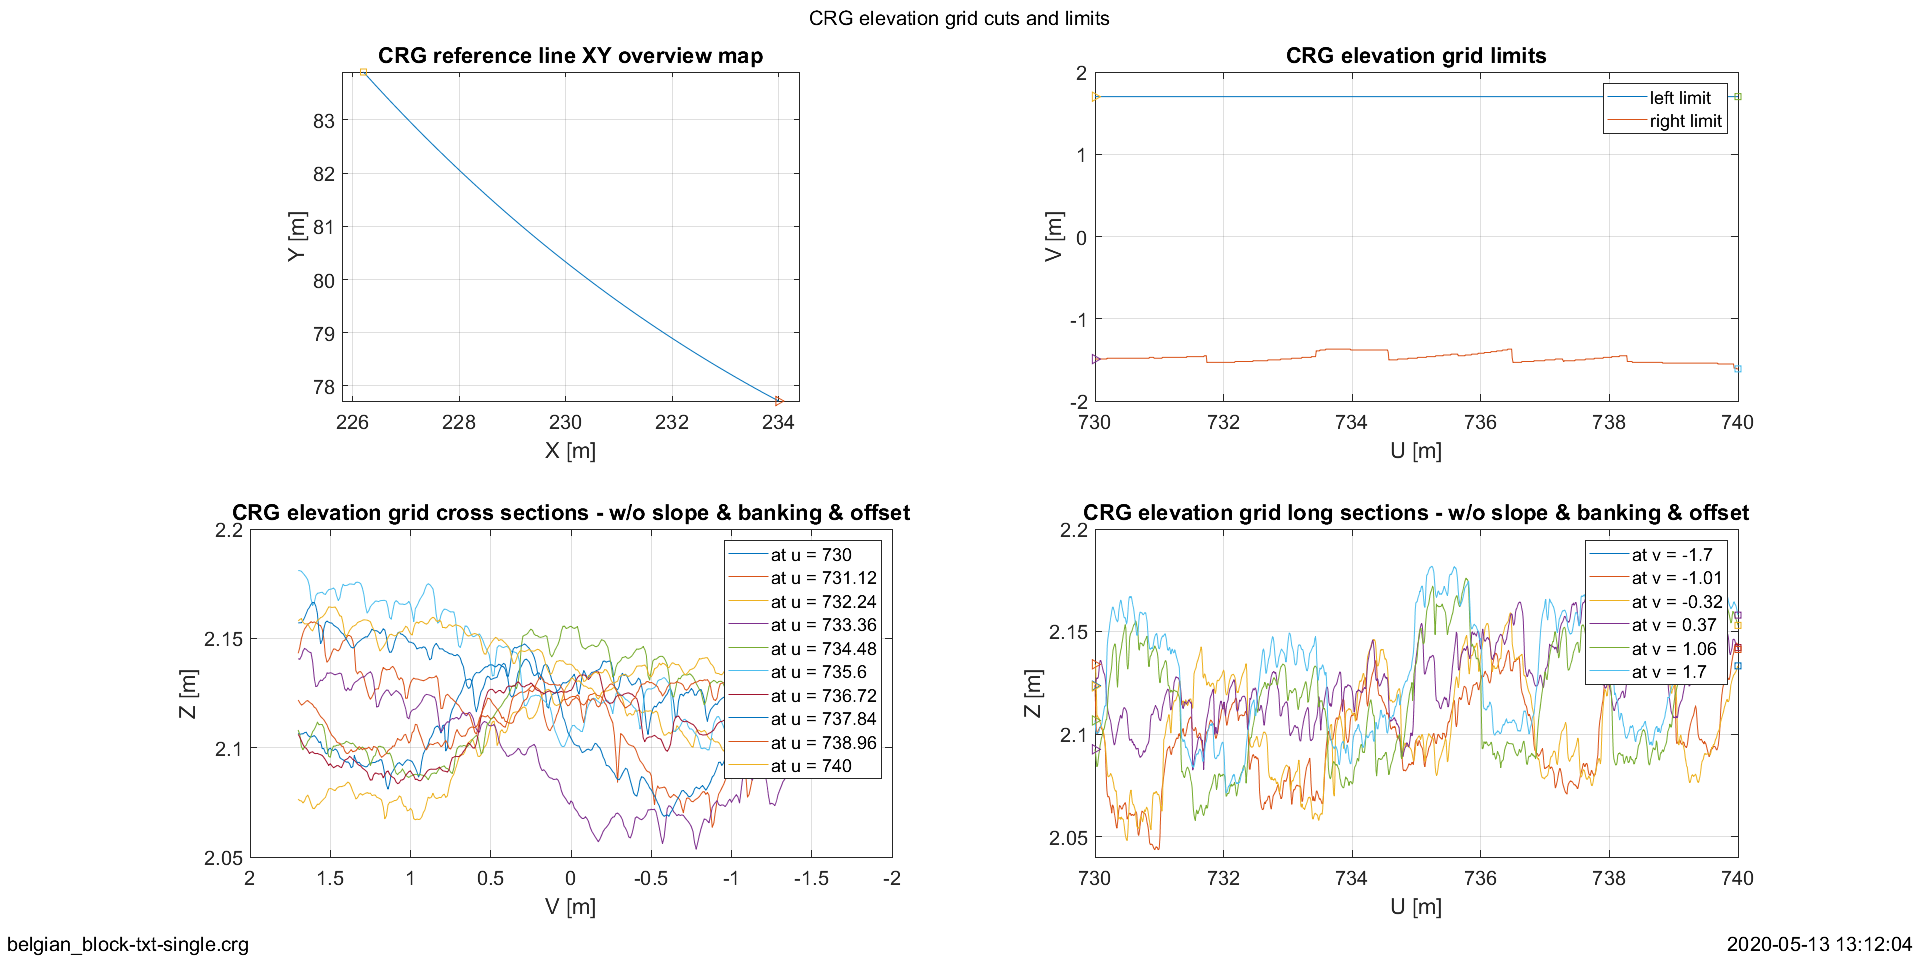 CRG elevation grid cuts and limits
CRG reference line XY overview map
83
82
81
80
79
78
Y [m]
226 228 230 232 234
X [m]
CRG elevation grid limits
2
1
0
-1
-2
V [m]
left limit
right limit
730 732 734 736 738 740
U [m]
CRG elevation grid cross sections - w/o slope & banking & offset
2.2
2.15
2.1
2.05
Z [m]
at u = 730
at u = 731.12
at u = 732.24
at u = 733.36
at u = 734.48
at u = 735.6
at u = 736.72
at u = 737.84
at u = 738.96
at u = 740
2 1.5 1 0.5 0 -0.5 -1 -1.5 -2
V [m]
CRG elevation grid long sections - w/o slope & banking & offset
2.2
2.15
2.1
2.05
Z [m]
at v = -1.7
at v = -1.01
at v = -0.32
at v = 0.37
at v = 1.06
at v = 1.7
730 732 734 736 738 740
U [m]
belgian_block-txt-single.crg
2020-05-13 13:12:04